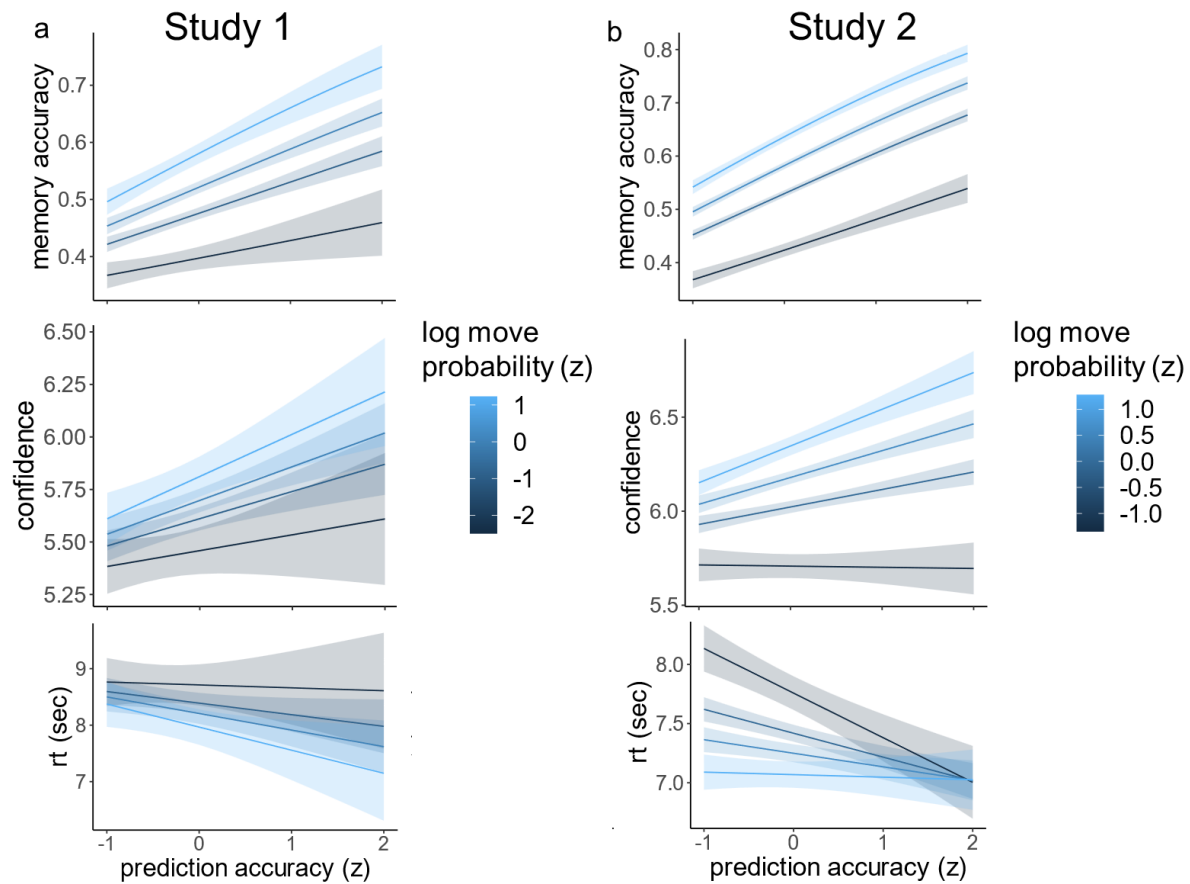 a
Study 1
memory accuracy
0.7
0.6
0.5
0.4
confidence
6.50
6.25
6.00
5.75
5.50
5.25
rt (sec)
9
8
7
-1
0
1
2
prediction accuracy (z)
log move
probability (z)
1
0
-1
-2
b
Study 2
memory accuracy
0.8
0.7
0.6
0.5
0.4
confidence
6.5
6.0
5.5
rt (sec)
8.0
7.5
7.0
-1
0
1
2
prediction accuracy (z)
log move
probability (z)
1.0
0.5
0.0
-0.5
-1.0